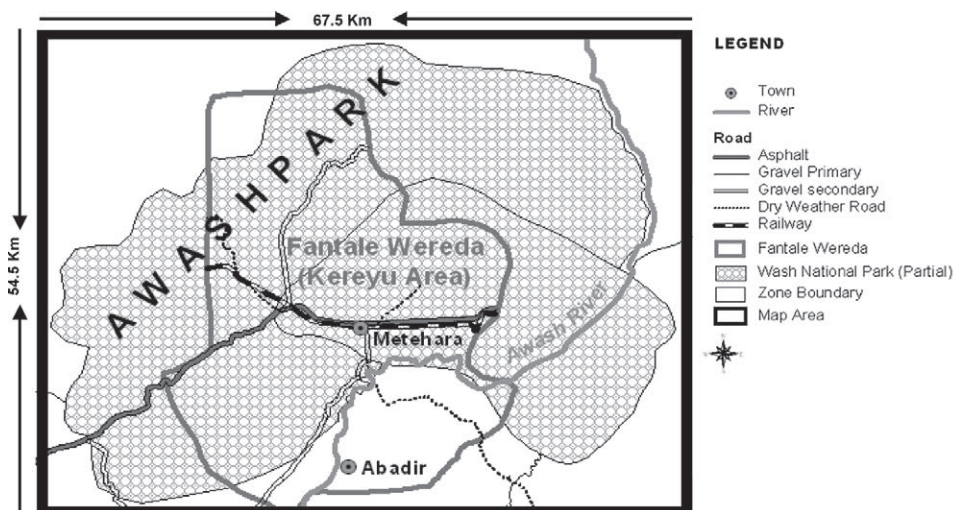 67.5 Km
54.5 Km
AWASH PARK
Fantale Wereda
(Kereyu Area)
Metehara
Awash River
Abadir
LEGEND
Town
River
Road
Asphalt
Gravel Primary
Gravel secondary
Dry Weather Road
Railway
Fantale Wereda
Wash National Park (Partial)
Zone Boundary
Map Area